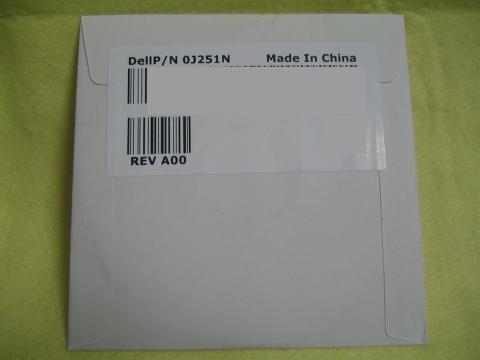 DellP/N 0J251N Made In China
REV A00